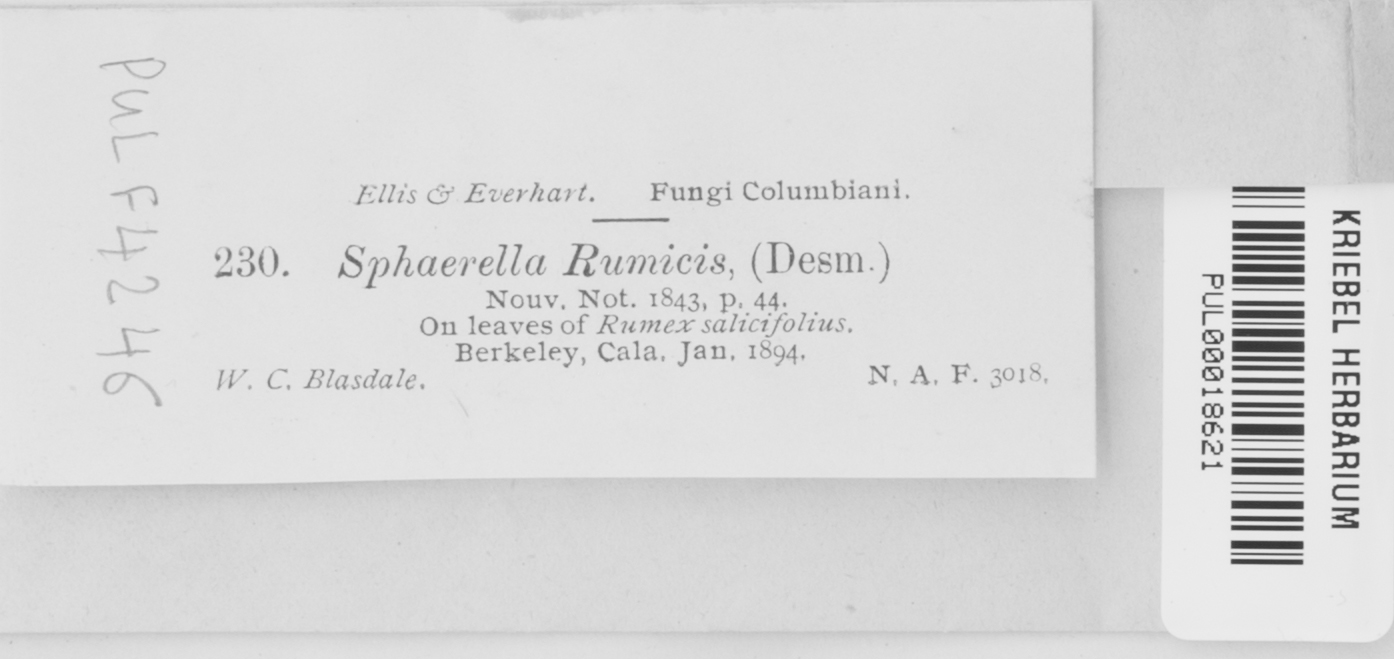 PUL F4246
Ellis & Everhart. Fungi Columbiani.
230. Sphaerella Rumicis, (Desm.)
Nouv. Not. 1843, p. 44.
On leaves of Rumex salicifolius.
Berkeley, Cala. Jan. 1894.
W. C. Blasdale. N. A. F. 3018.
KRIEBEL HERBARIUM
PUL00018621